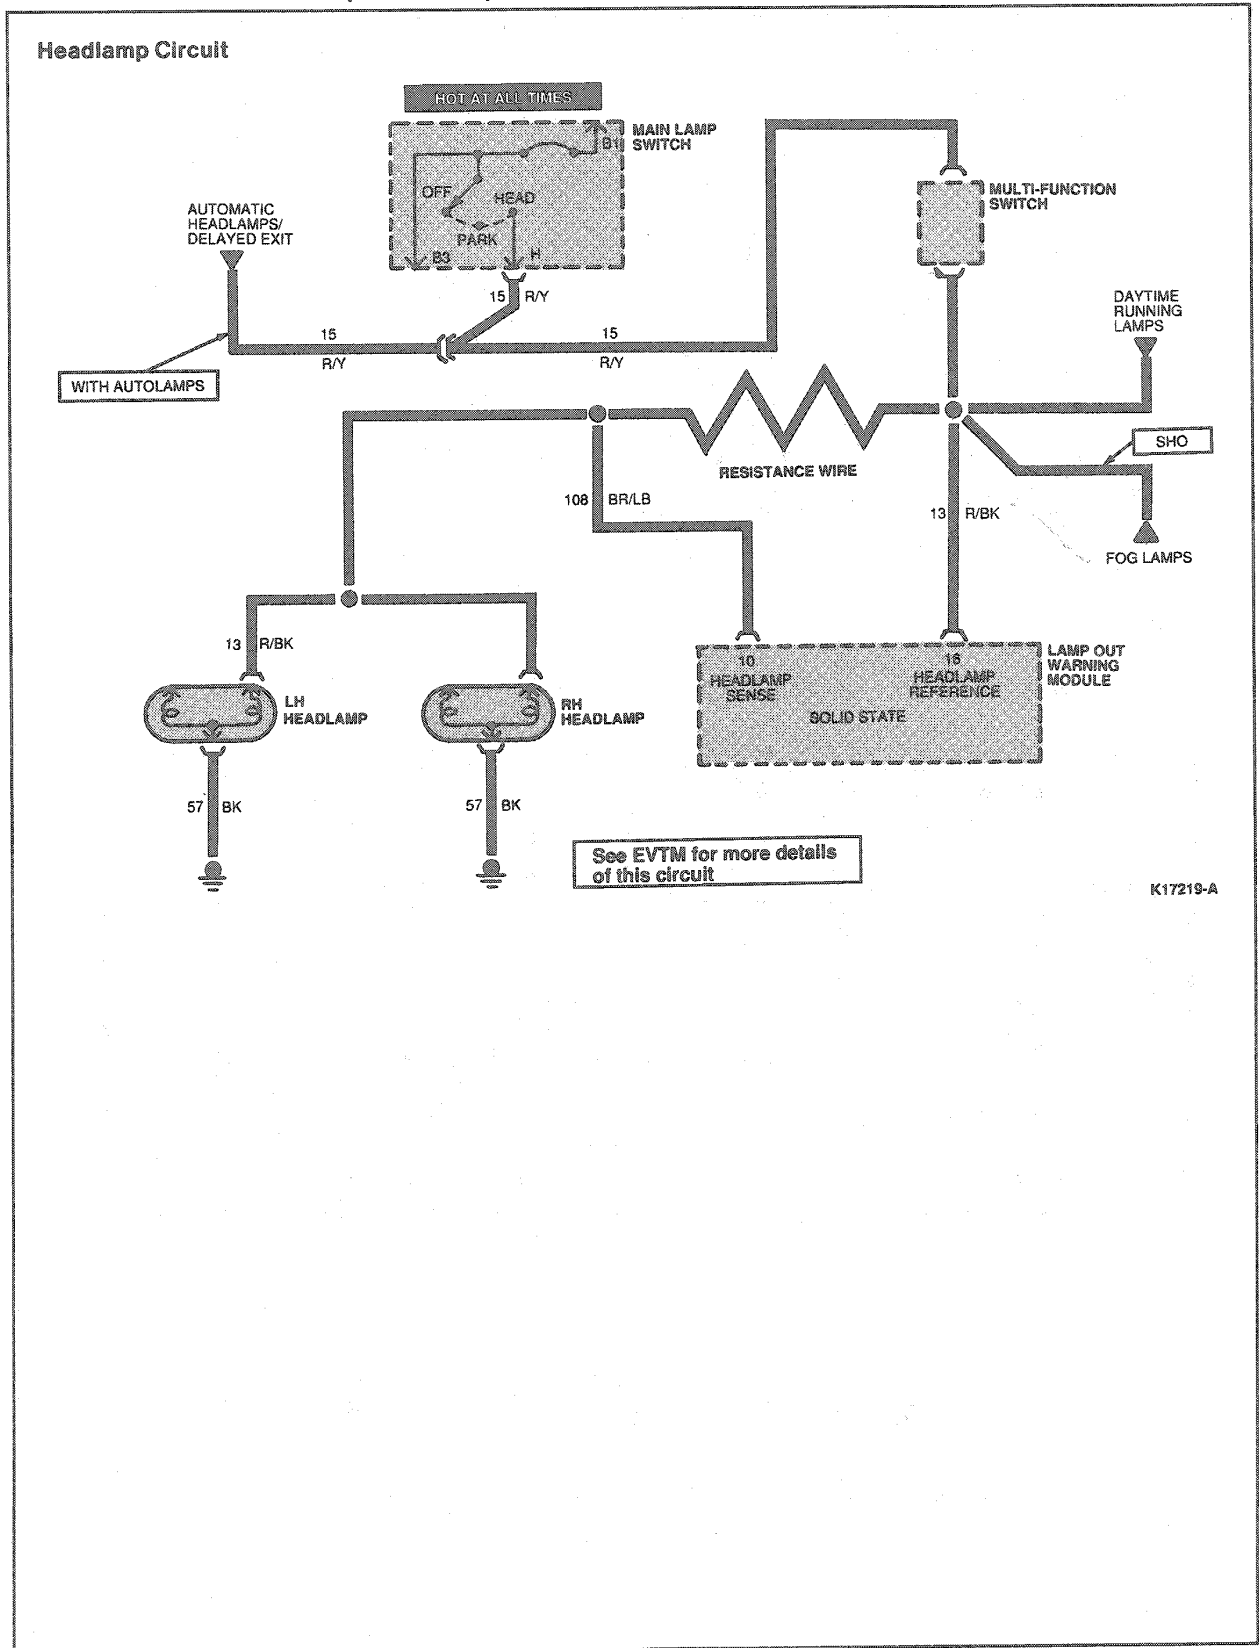 Headlamp Circuit
HOT AT ALL TIMES
MAIN LAMP
SWITCH
B1
OFF
HEAD
PARK
B3
H
MULTI-FUNCTION
SWITCH
AUTOMATIC
HEADLAMPS/
DELAYED EXIT
15 R/Y
DAYTIME
RUNNING
LAMPS
15
R/Y
15
R/Y
WITH AUTOLAMPS
SHO
RESISTANCE WIRE
108 BR/LB
13 R/BK
FOG LAMPS
13 R/BK
LAMP OUT
WARNING
MODULE
10
HEADLAMP
SENSE
16
HEADLAMP
REFERENCE
SOLID STATE
LH
HEADLAMP
RH
HEADLAMP
57 BK
57 BK
See EVTM for more details
of this circuit
K17219-A